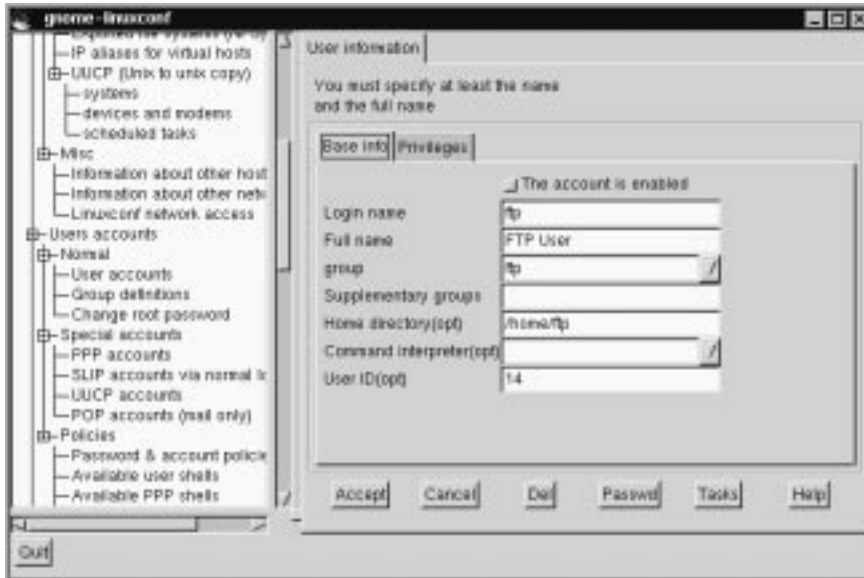 gnome-linuxconf
Exported file systems (
IP aliases for virtual hosts
UUCP (Unix to unix copy)
systems
devices and modems
scheduled tasks
Misc
Information about other host
Information about other netw
Linuxconf network access
Users accounts
Normal
User accounts
Group definitions
Change root password
Special accounts
PPP accounts
SLIP accounts via normal lo
UUCP accounts
POP accounts (mail only)
Policies
Password & account policie
Available user shells
Available PPP shells
Quit
User information
You must specify at least the name
and the full name
Base info Privileges
The account is enabled
Login name ftp
Full name FTP User
group ftp
Supplementary groups
Home directory(opt) /home/ftp
Command interpreter(opt)
User ID(opt) 14
Accept Cancel Del Passwd Tasks Help